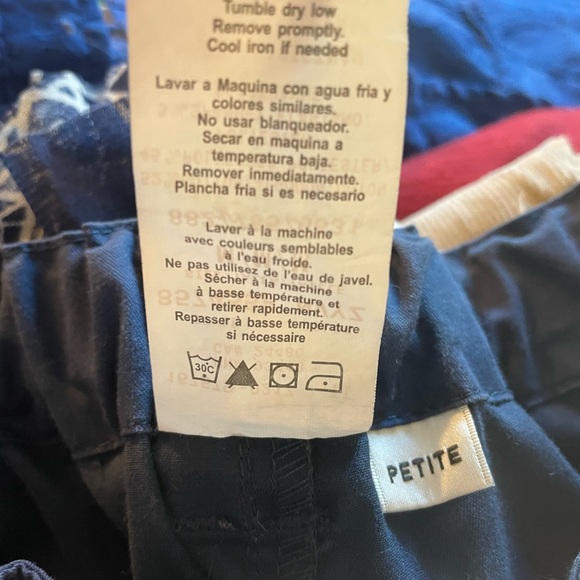 Tumble dry low
Remove promptly.
Cool iron if needed
Lavar a Maquina con agua fria y
colores similares.
No usar blanqueador.
Secar en maquina a
temperatura baja.
Remover inmediatamente.
Plancha fria si es necesario
Laver à la machine
avec couleurs semblables
à l'eau froide.
Ne pas utilisez de l'eau de javel.
Sécher à la machine
à basse température et
retirer rapidement.
Repasser à basse température
si nécessaire
30°C
PETITE